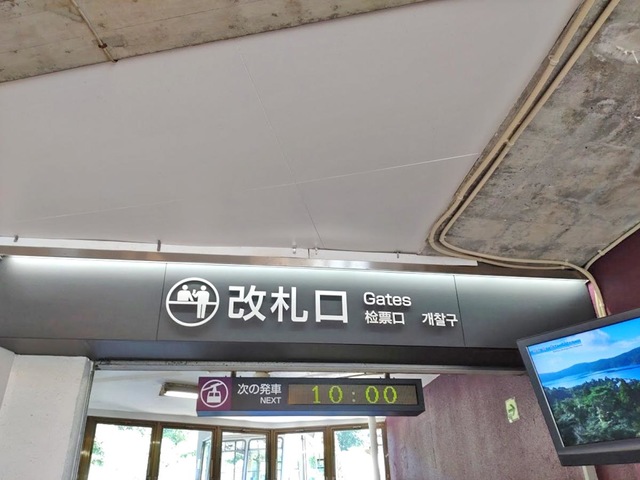 改札口
Gates
检票口 개찰구
次の発車
NEXT
10:00